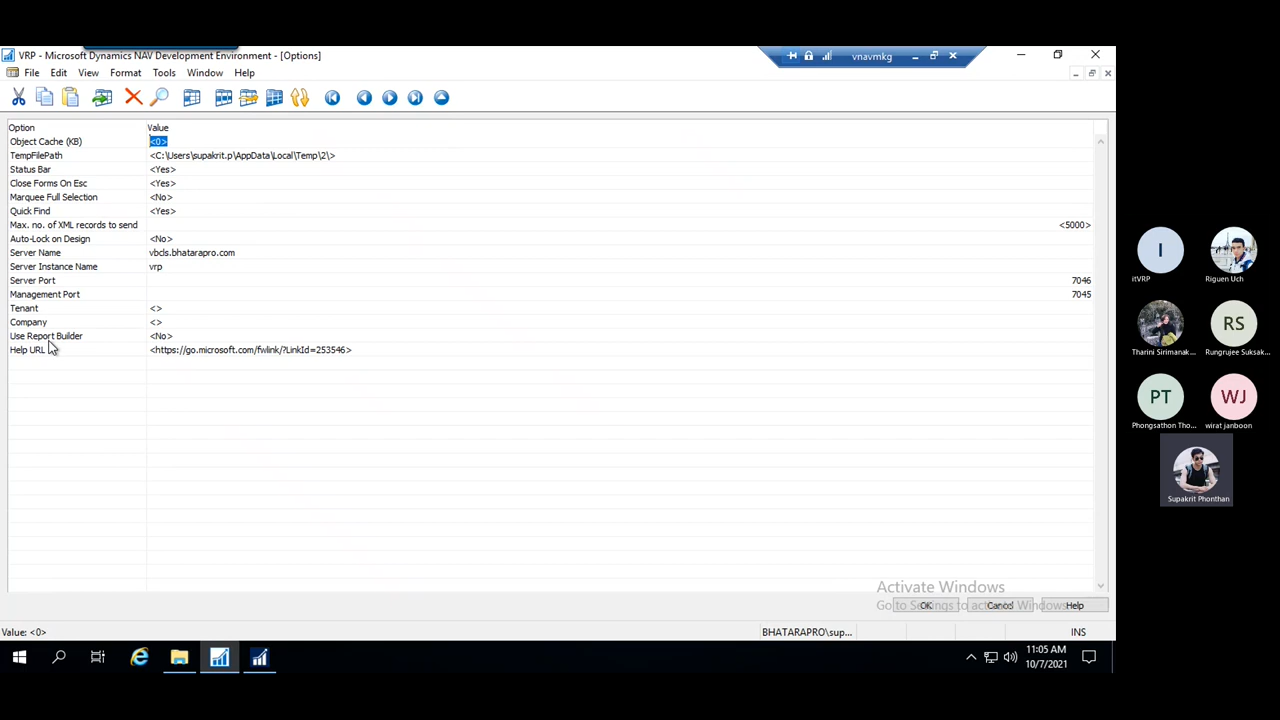 VRP - Microsoft Dynamics NAV Development Environment - [Options]
vnavmkg
File Edit View Format Tools Window Help
Option Value
Object Cache (KB) <0>
TempFilePath <C:\Users\supakrit.p\AppData\Local\Temp\2\>
Status Bar <Yes>
Close Forms On Esc <Yes>
Marquee Full Selection <No>
Quick Find <Yes>
Max. no. of XML records to send <5000>
Auto-Lock on Design <No>
Server Name vbcls.bhatarapro.com
Server Instance Name vrp
Server Port 7046
Management Port 7045
Tenant <>
Company <>
Use Report Builder <No>
Help URL <https://go.microsoft.com/fwlink/?LinkId=253546>
Activate Windows
Go to Settings to activate Windows.
OK Cancel Help
Value: <0> BHATARAPRO\sup... INS
11:05 AM
10/7/2021
I
itVRP Riguen Uch
RS
Tharini Sirimanak... Rungrujee Suksak...
PT WJ
Phongsathon Tho... wirat janboon
Supakrit Phonthan